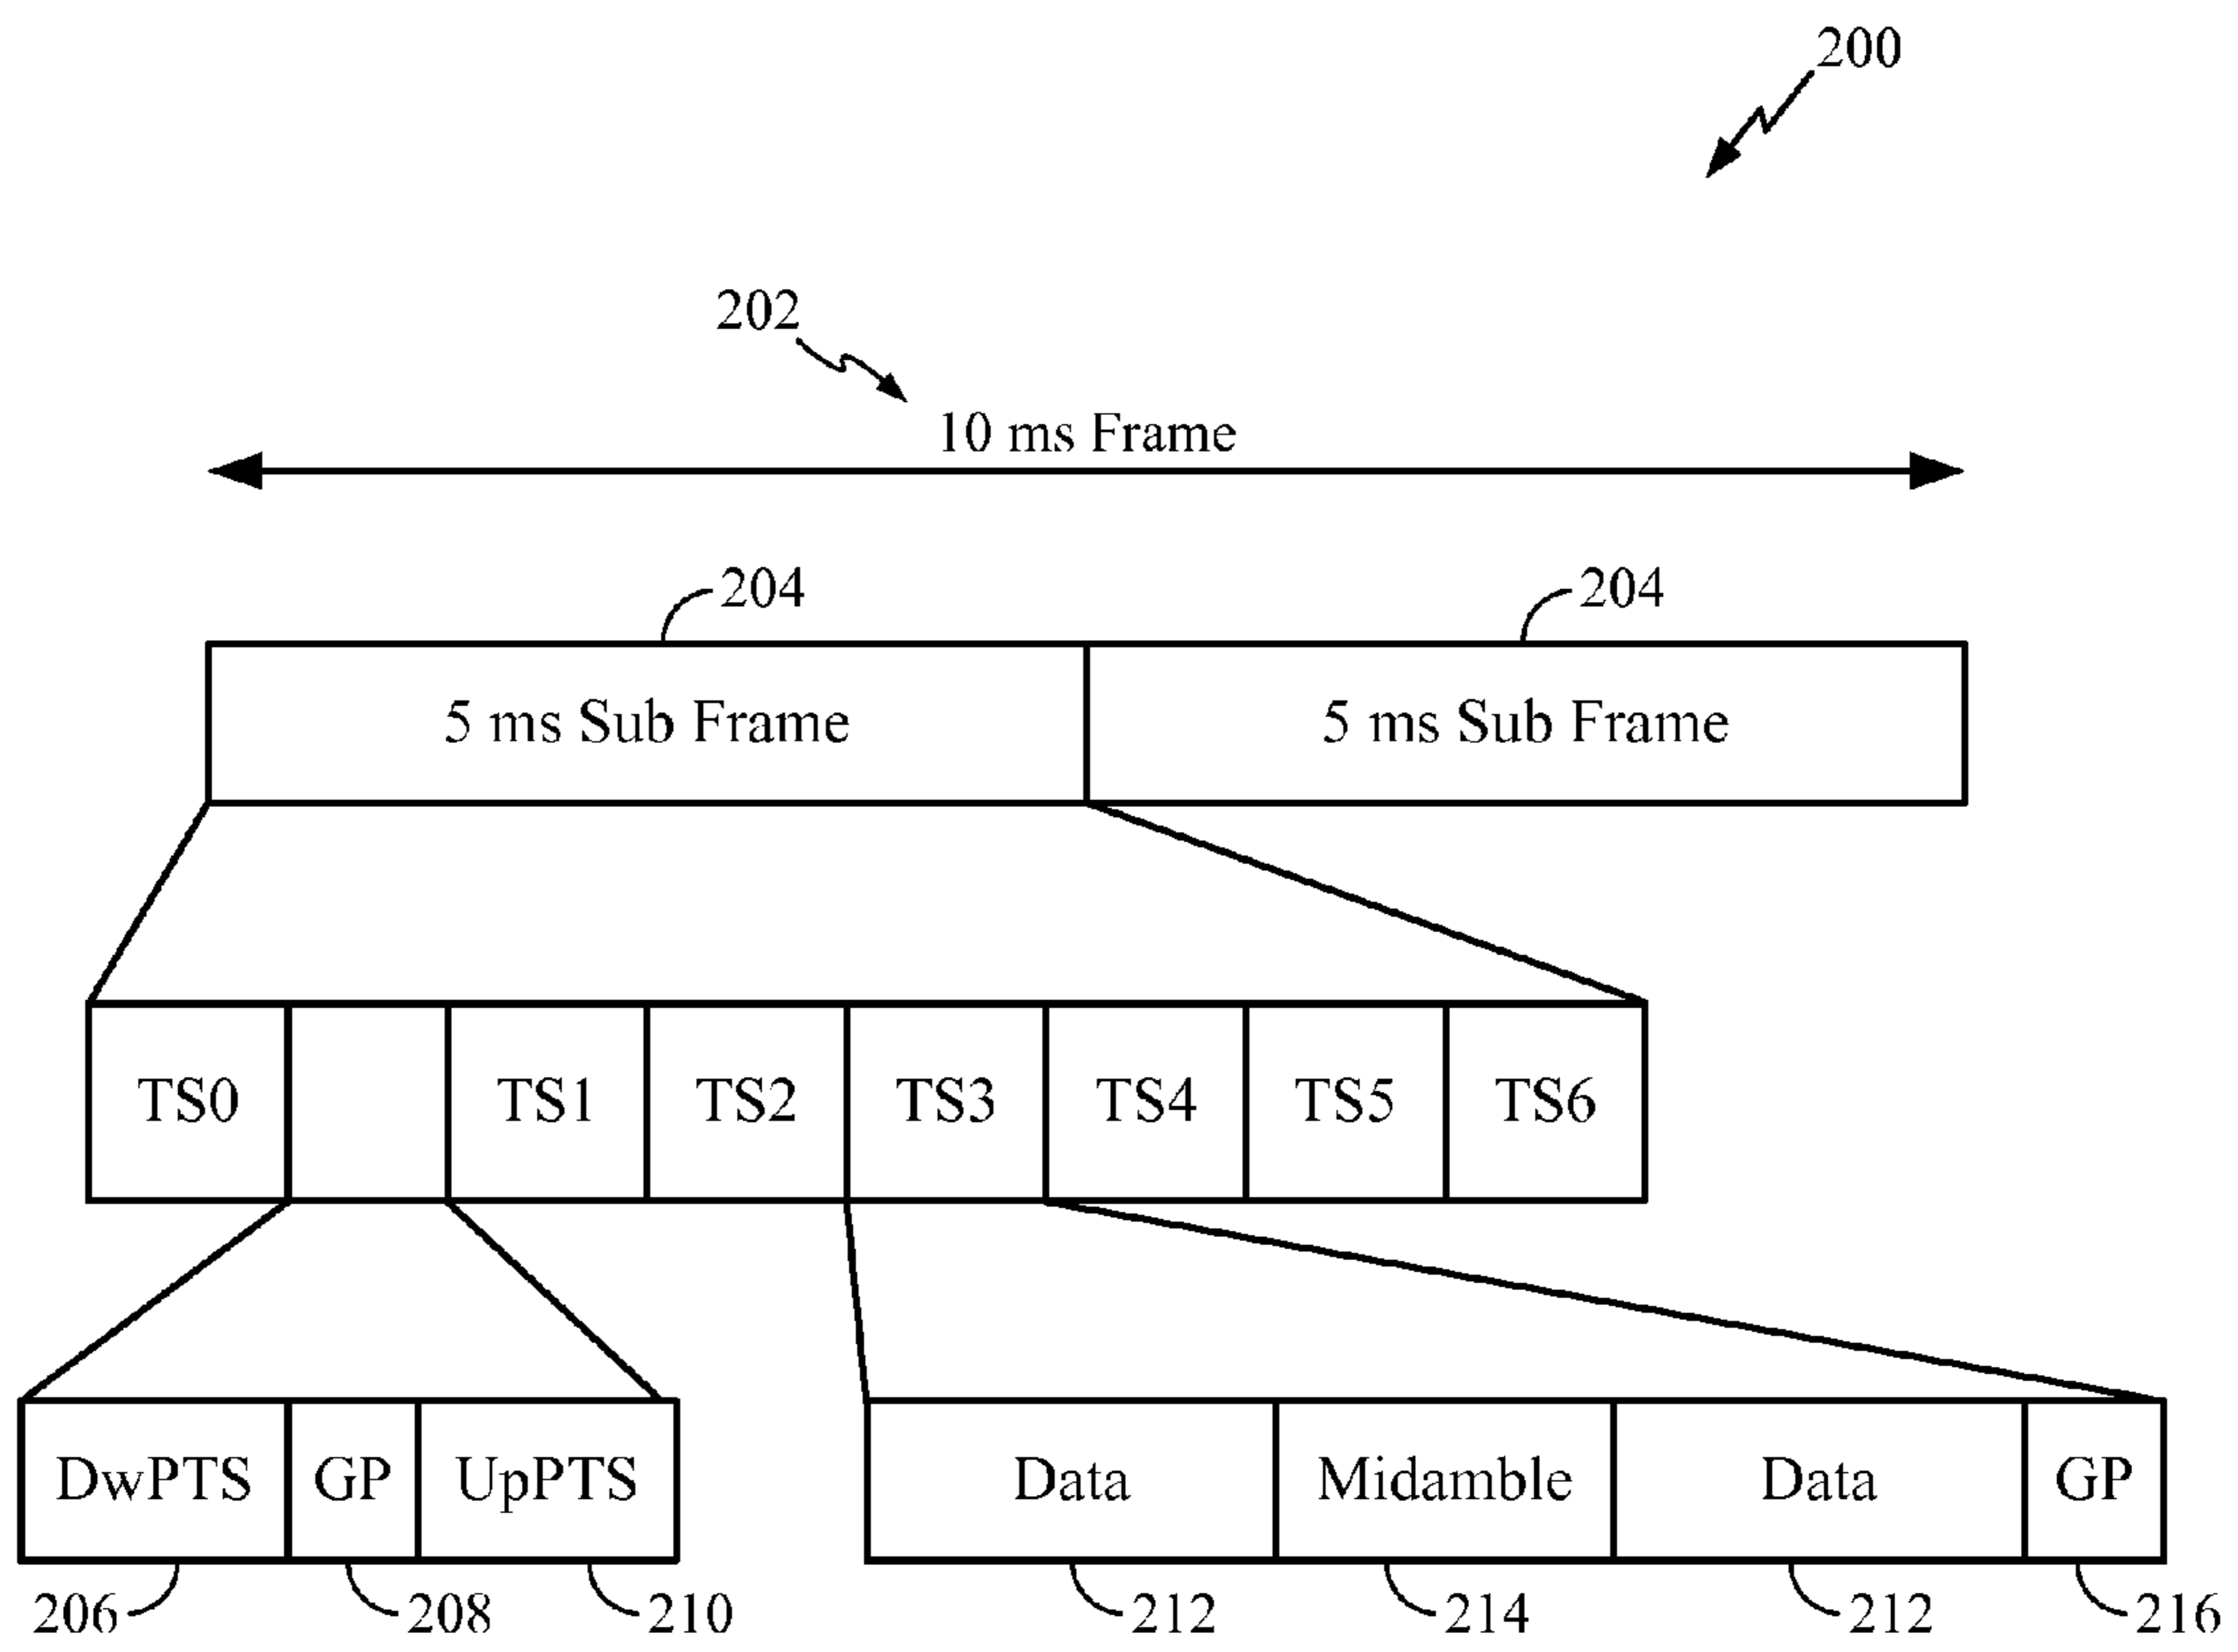 200
202
10 ms Frame
204 204
5 ms Sub Frame 5 ms Sub Frame
TS0 TS1 TS2 TS3 TS4 TS5 TS6
DwPTS GP UpPTS Data Midamble Data GP
206 208 210 212 214 212 216